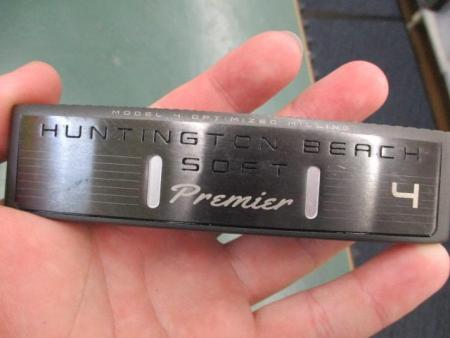 MODEL 4 OPTIMIZED MILLING
HUNTINGTON BEACH
SOFT
Premier
4